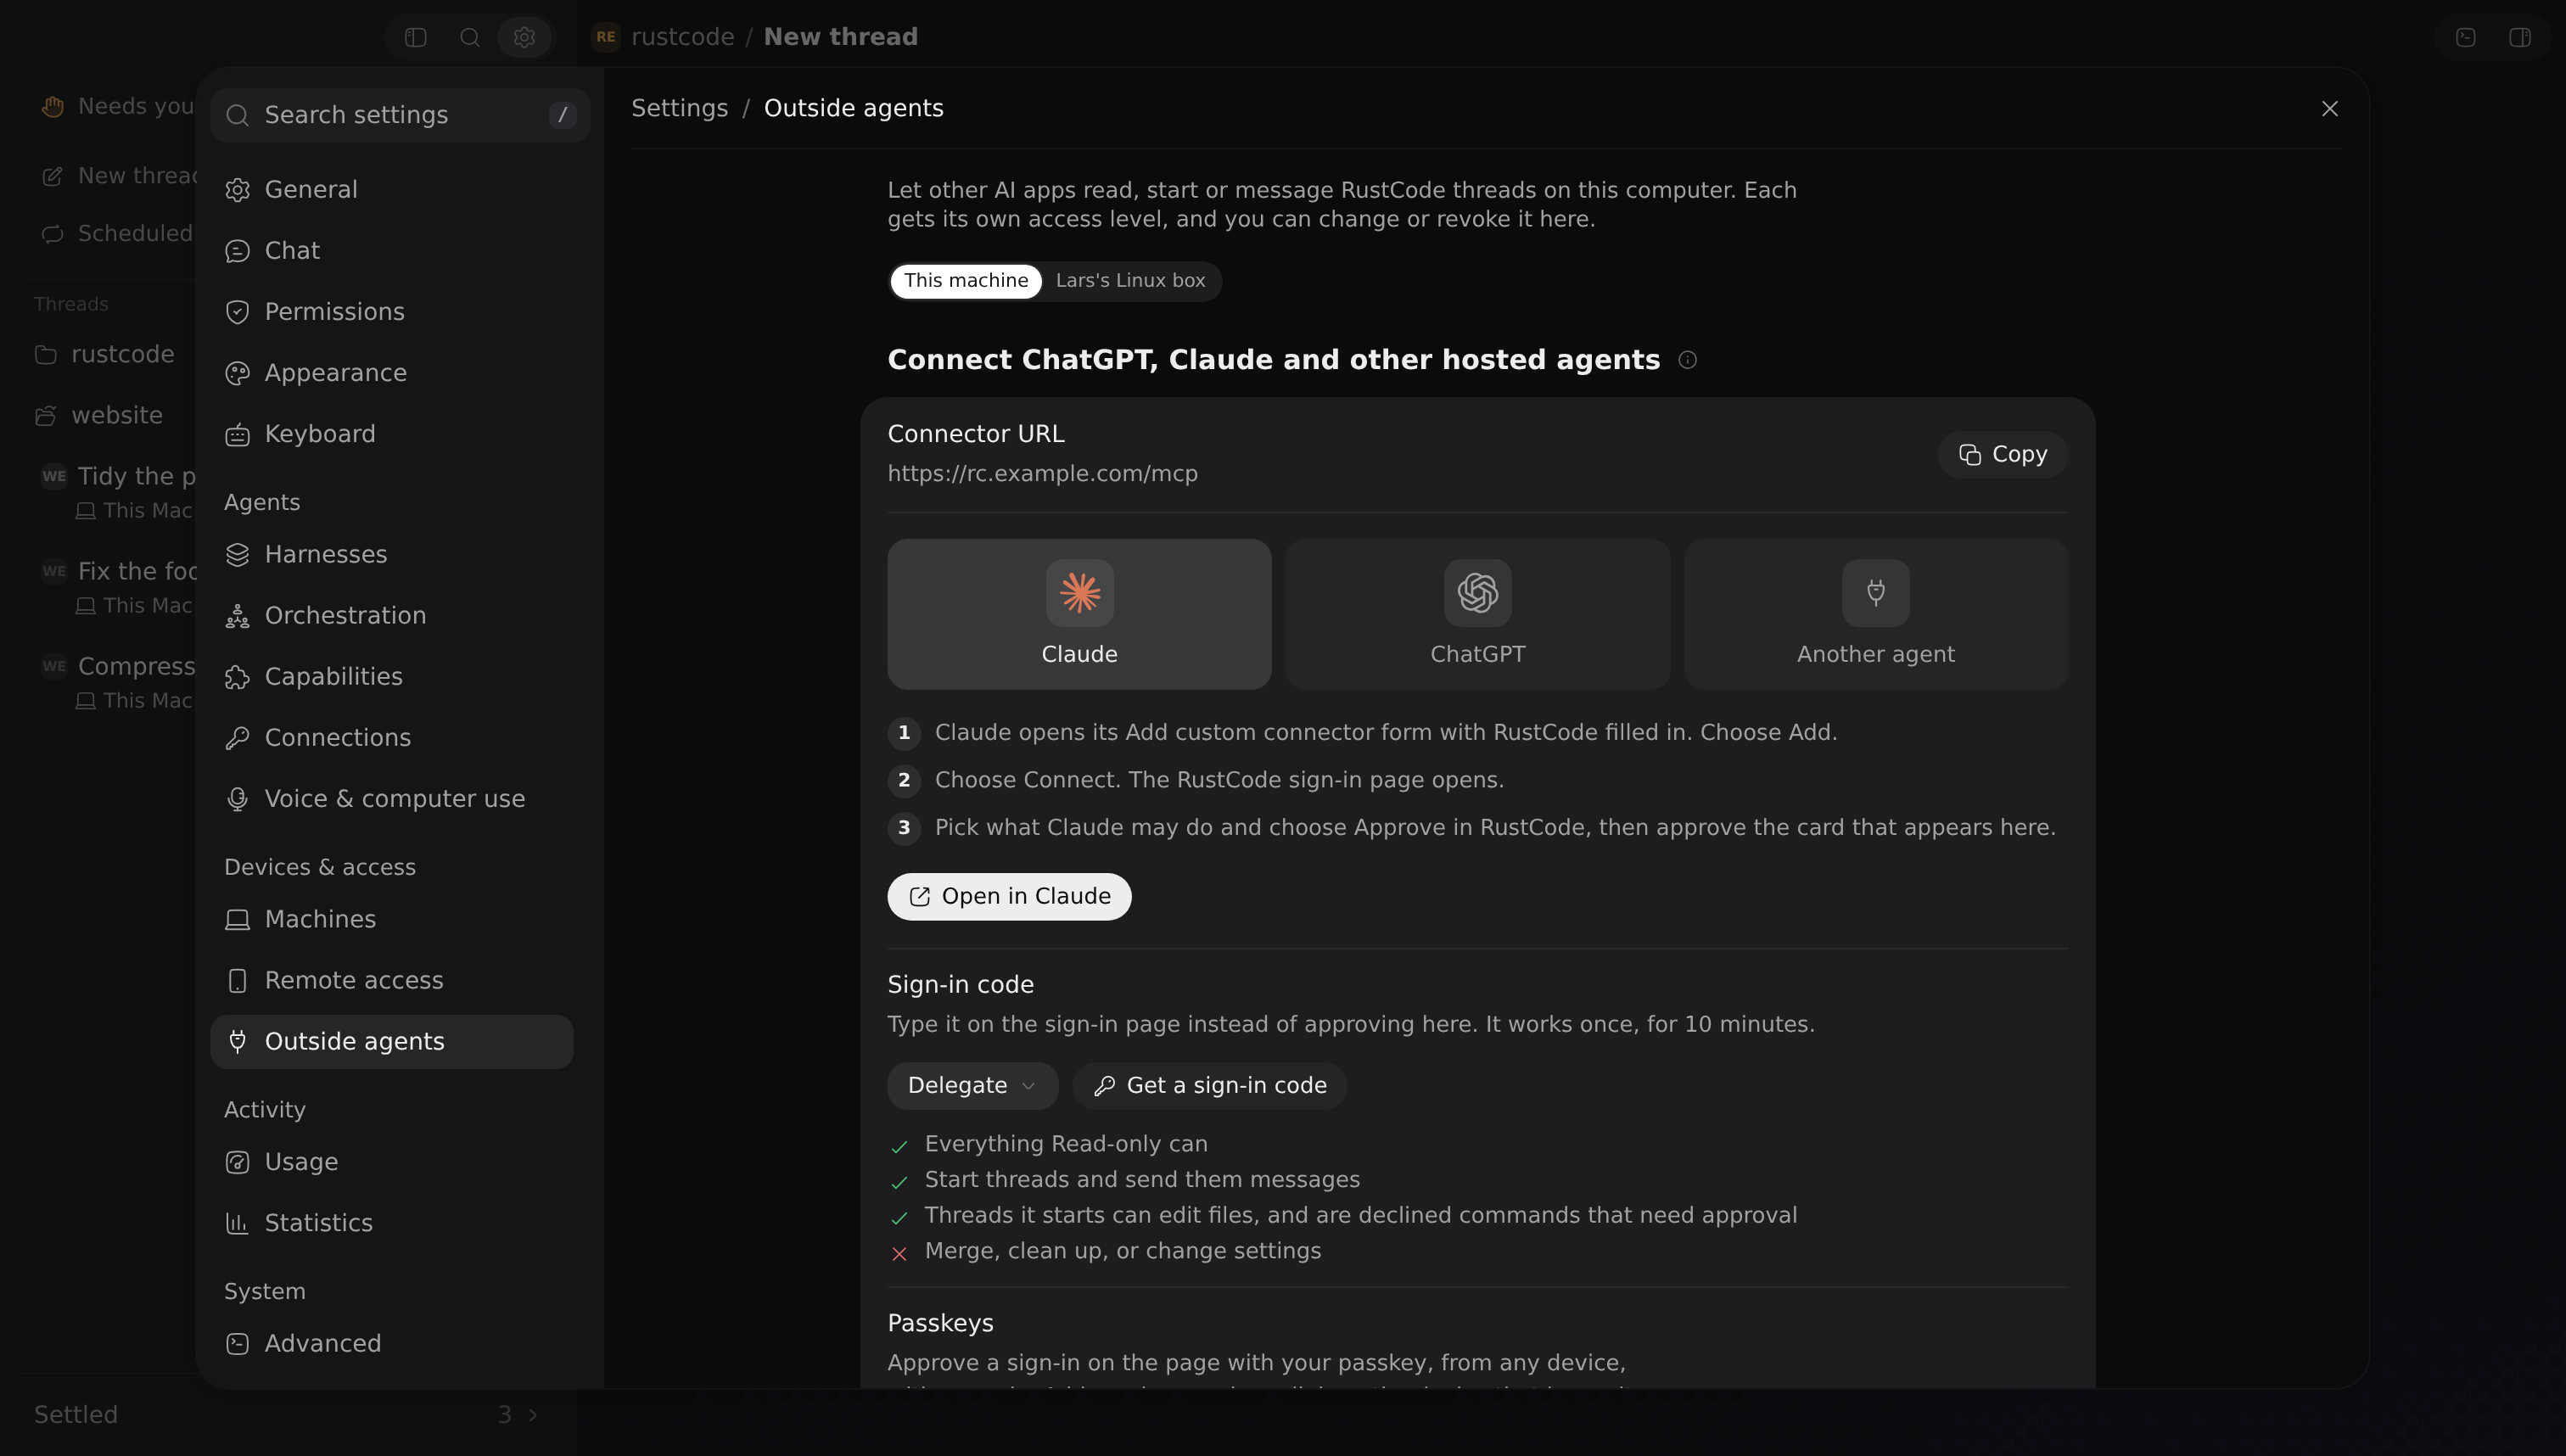 RE rustcode / New thread
Needs you
New thread
Scheduled
Threads
rustcode
website
WE Tidy the p
This Mac
WE Fix the foo
This Mac
WE Compress
This Mac
Settled 3
Search settings /
General
Chat
Permissions
Appearance
Keyboard
Agents
Harnesses
Orchestration
Capabilities
Connections
Voice & computer use
Devices & access
Machines
Remote access
Outside agents
Activity
Usage
Statistics
System
Advanced
Settings / Outside agents
Let other AI apps read, start or message RustCode threads on this computer. Each
gets its own access level, and you can change or revoke it here.
This machine Lars's Linux box
Connect ChatGPT, Claude and other hosted agents
Connector URL
https://rc.example.com/mcp
Copy
Claude
ChatGPT
Another agent
1 Claude opens its Add custom connector form with RustCode filled in. Choose Add.
2 Choose Connect. The RustCode sign-in page opens.
3 Pick what Claude may do and choose Approve in RustCode, then approve the card that appears here.
Open in Claude
Sign-in code
Type it on the sign-in page instead of approving here. It works once, for 10 minutes.
Delegate Get a sign-in code
Everything Read-only can
Start threads and send them messages
Threads it starts can edit files, and are declined commands that need approval
Merge, clean up, or change settings
Passkeys
Approve a sign-in on the page with your passkey, from any device,